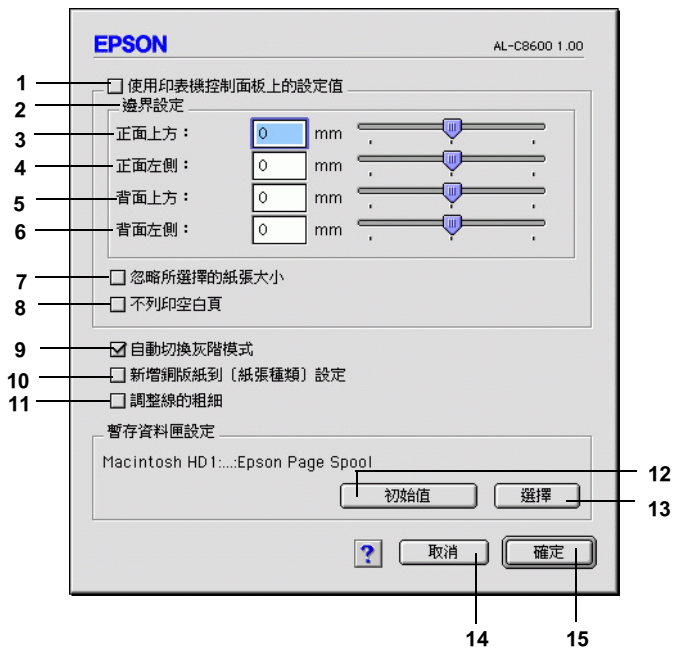 EPSON AL-C8600 1.00
1 使用印表機控制面板上的設定值
2 邊界設定
3 正面上方： 0 mm
4 正面左側： 0 mm
5 背面上方： 0 mm
6 背面左側： 0 mm
7 忽略所選擇的紙張大小
8 不列印空白頁
9 自動切換灰階模式
10 新增銅版紙到〔紙張種類〕設定
11 調整線的粗細
暫存資料匣設定
Macintosh HD1:...:Epson Page Spool
初始值 選擇 12
13
? 取消 確定
14 15